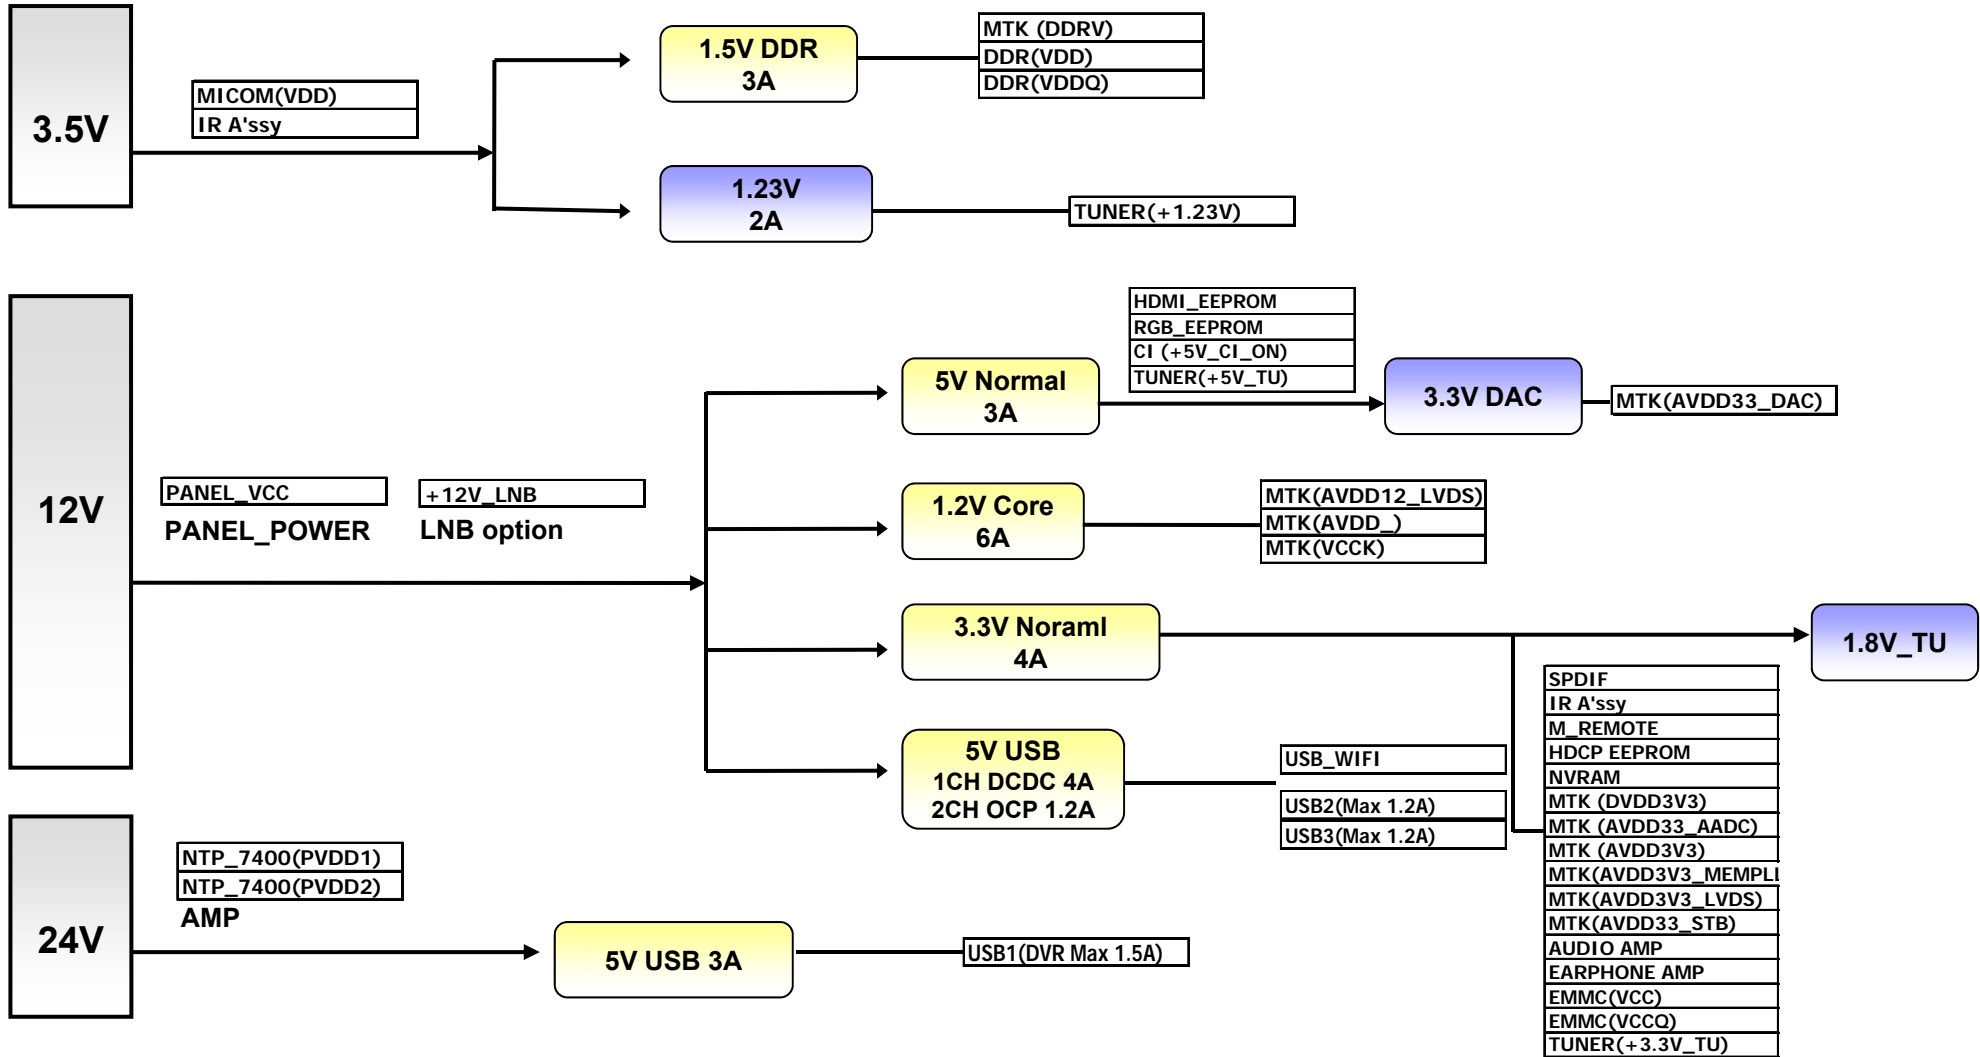 3.5V
MICOM(VDD)
IR A'ssy
1.5V DDR
3A
MTK (DDRV)
DDR(VDD)
DDR(VDDQ)
1.23V
2A
TUNER(+1.23V)
12V
PANEL_VCC
PANEL_POWER
+12V_LNB
LNB option
5V Normal
3A
HDMI_EEPROM
RGB_EEPROM
CI (+5V_CI_ON)
TUNER(+5V_TU)
3.3V DAC
MTK(AVDD33_DAC)
1.2V Core
6A
MTK(AVDD12_LVDS)
MTK(AVDD_)
MTK(VCCK)
3.3V Noraml
4A
1.8V_TU
SPDIF
IR A'ssy
M_REMOTE
HDCP EEPROM
NVRAM
MTK (DVDD3V3)
MTK (AVDD33_AADC)
MTK (AVDD3V3)
MTK(AVDD3V3_MEMPLL
MTK(AVDD3V3_LVDS)
MTK(AVDD33_STB)
AUDIO AMP
EARPHONE AMP
EMMC(VCC)
EMMC(VCCQ)
TUNER(+3.3V_TU)
5V USB
1CH DCDC 4A
2CH OCP 1.2A
USB_WIFI
USB2(Max 1.2A)
USB3(Max 1.2A)
24V
NTP_7400(PVDD1)
NTP_7400(PVDD2)
AMP
5V USB 3A
USB1(DVR Max 1.5A)